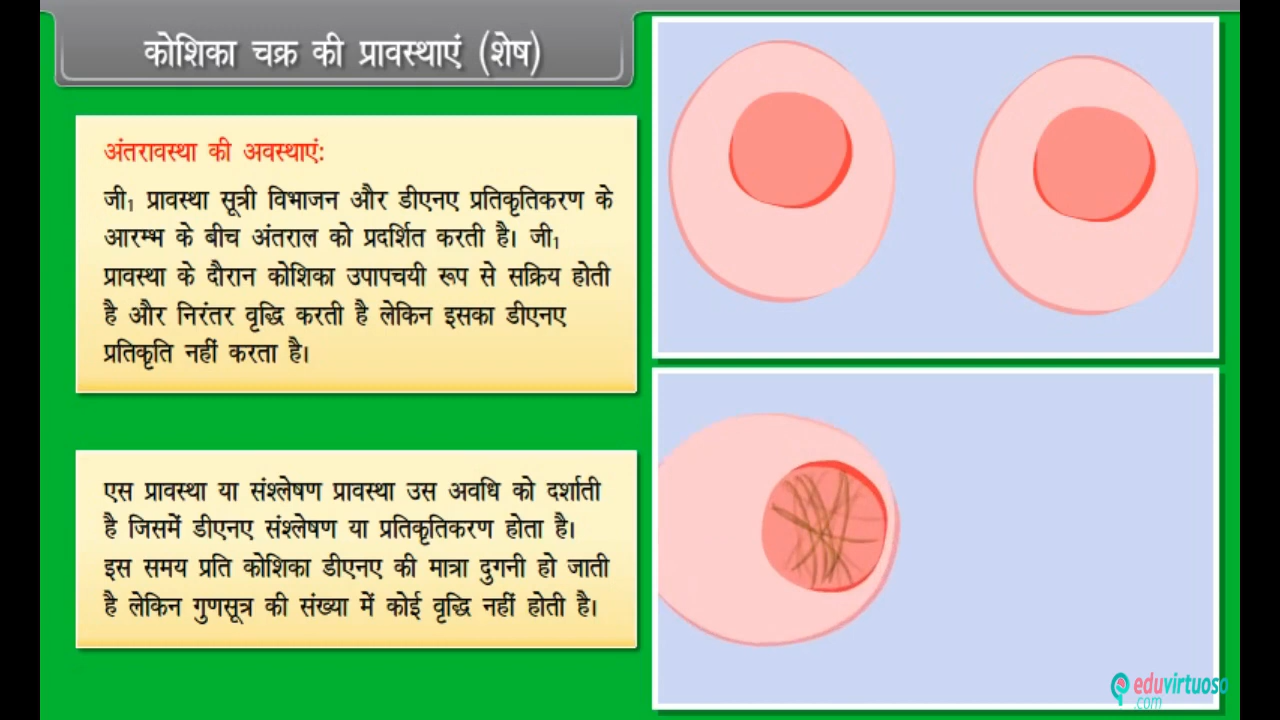 कोशिका चक्र की प्रावस्थाएं (शेष)
अंतरावस्था की अवस्थाएं:
जी₁ प्रावस्था सूत्री विभाजन और डीएनए प्रतिकृतिकरण के
आरम्भ के बीच अंतराल को प्रदर्शित करती है। जी₁
प्रावस्था के दौरान कोशिका उपापचयी रूप से सक्रिय होती
है और निरंतर वृद्धि करती है लेकिन इसका डीएनए
प्रतिकृति नहीं करता है।
एस प्रावस्था या संश्लेषण प्रावस्था उस अवधि को दर्शाती
है जिसमें डीएनए संश्लेषण या प्रतिकृतिकरण होता है।
इस समय प्रति कोशिका डीएनए की मात्रा दुगनी हो जाती
है लेकिन गुणसूत्र की संख्या में कोई वृद्धि नहीं होती है।
eduvirtuoso
.com